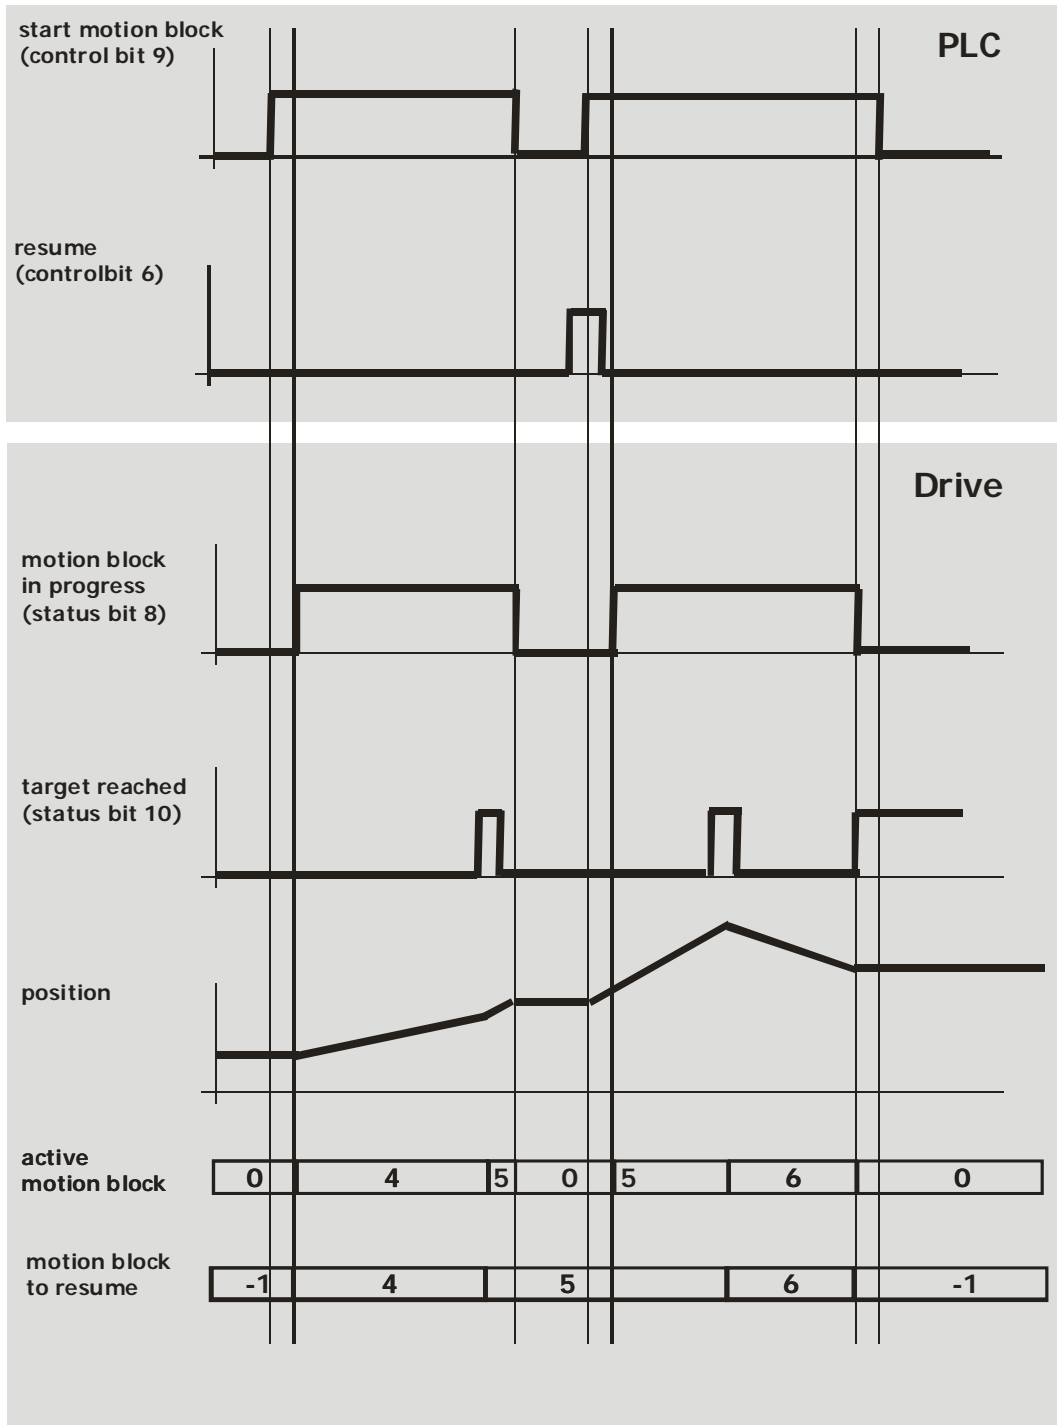 start motion block
(control bit 9)
PLC
resume
(controlbit 6)
Drive
motion block
in progress
(status bit 8)
target reached
(status bit 10)
position
active
motion block
0 4 5 0 5 6 0
motion block
to resume
-1 4 5 6 -1